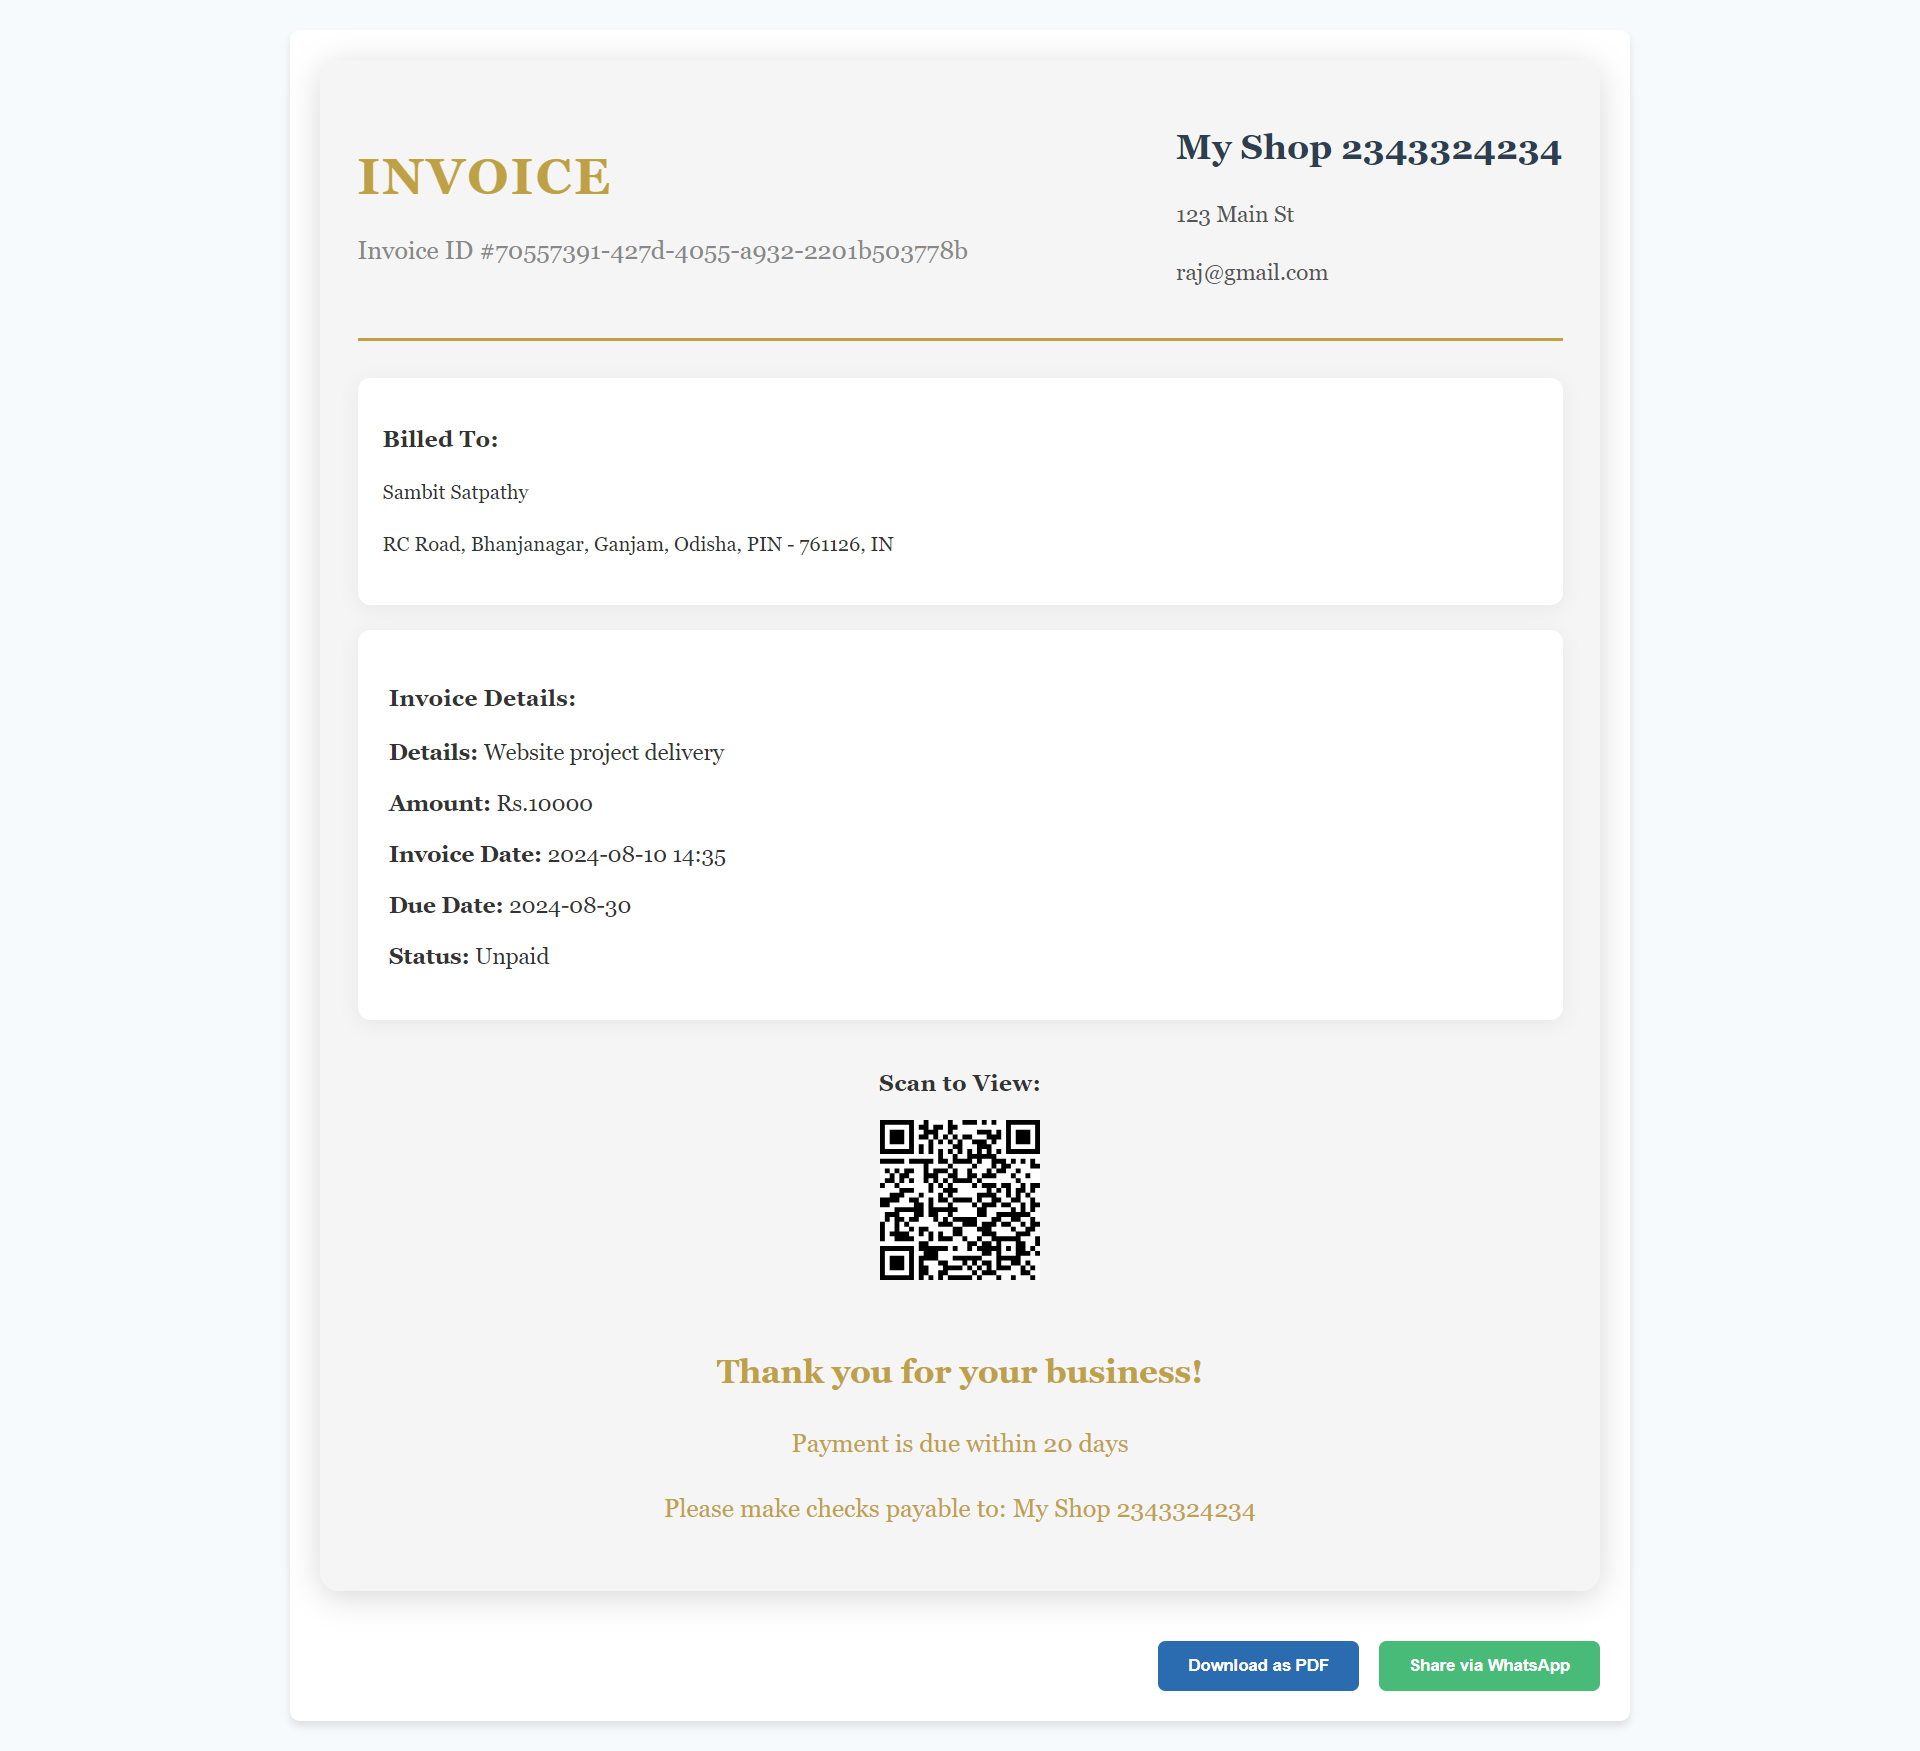 INVOICE
Invoice ID #70557391-427d-4055-a932-2201b503778b
My Shop 2343324234
123 Main St
raj@gmail.com
Billed To:
Sambit Satpathy
RC Road, Bhanjanagar, Ganjam, Odisha, PIN - 761126, IN
Invoice Details:
Details: Website project delivery
Amount: Rs.10000
Invoice Date: 2024-08-10 14:35
Due Date: 2024-08-30
Status: Unpaid
Scan to View:
Thank you for your business!
Payment is due within 20 days
Please make checks payable to: My Shop 2343324234
Download as PDF
Share via WhatsApp